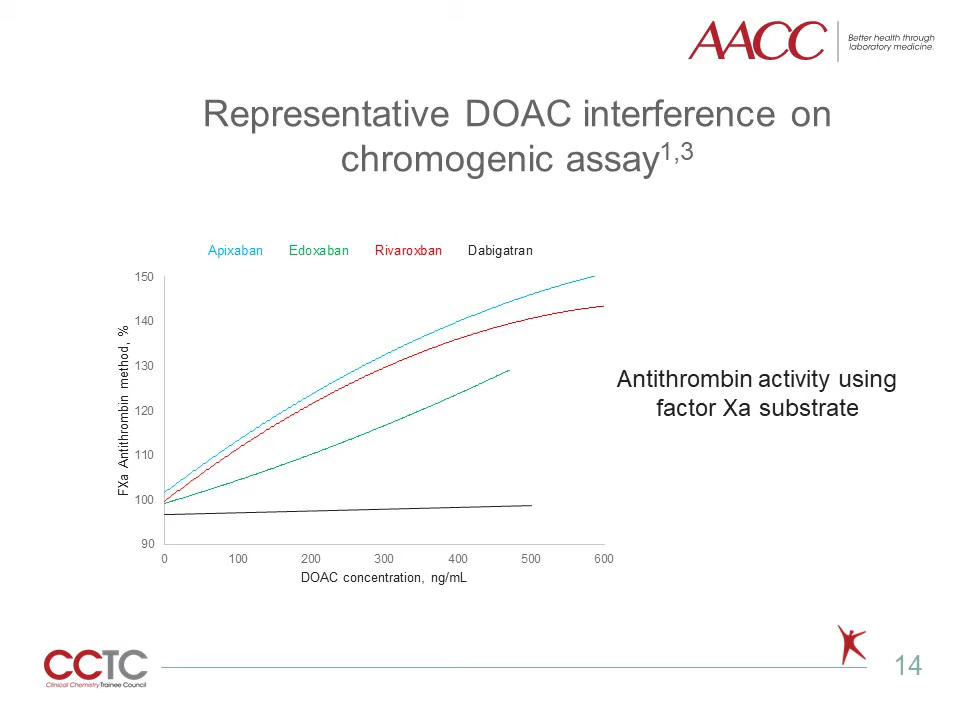 AACC
Better health through
laboratory medicine.
Representative DOAC interference on
chromogenic assay1,3
Apixaban Edoxaban Rivaroxban Dabigatran
150
140
130
120
110
100
90
FXa Antithrombin method, %
0 100 200 300 400 500 600
DOAC concentration, ng/mL
Antithrombin activity using
factor Xa substrate
CCTC
Clinical Chemistry Trainee Council
14